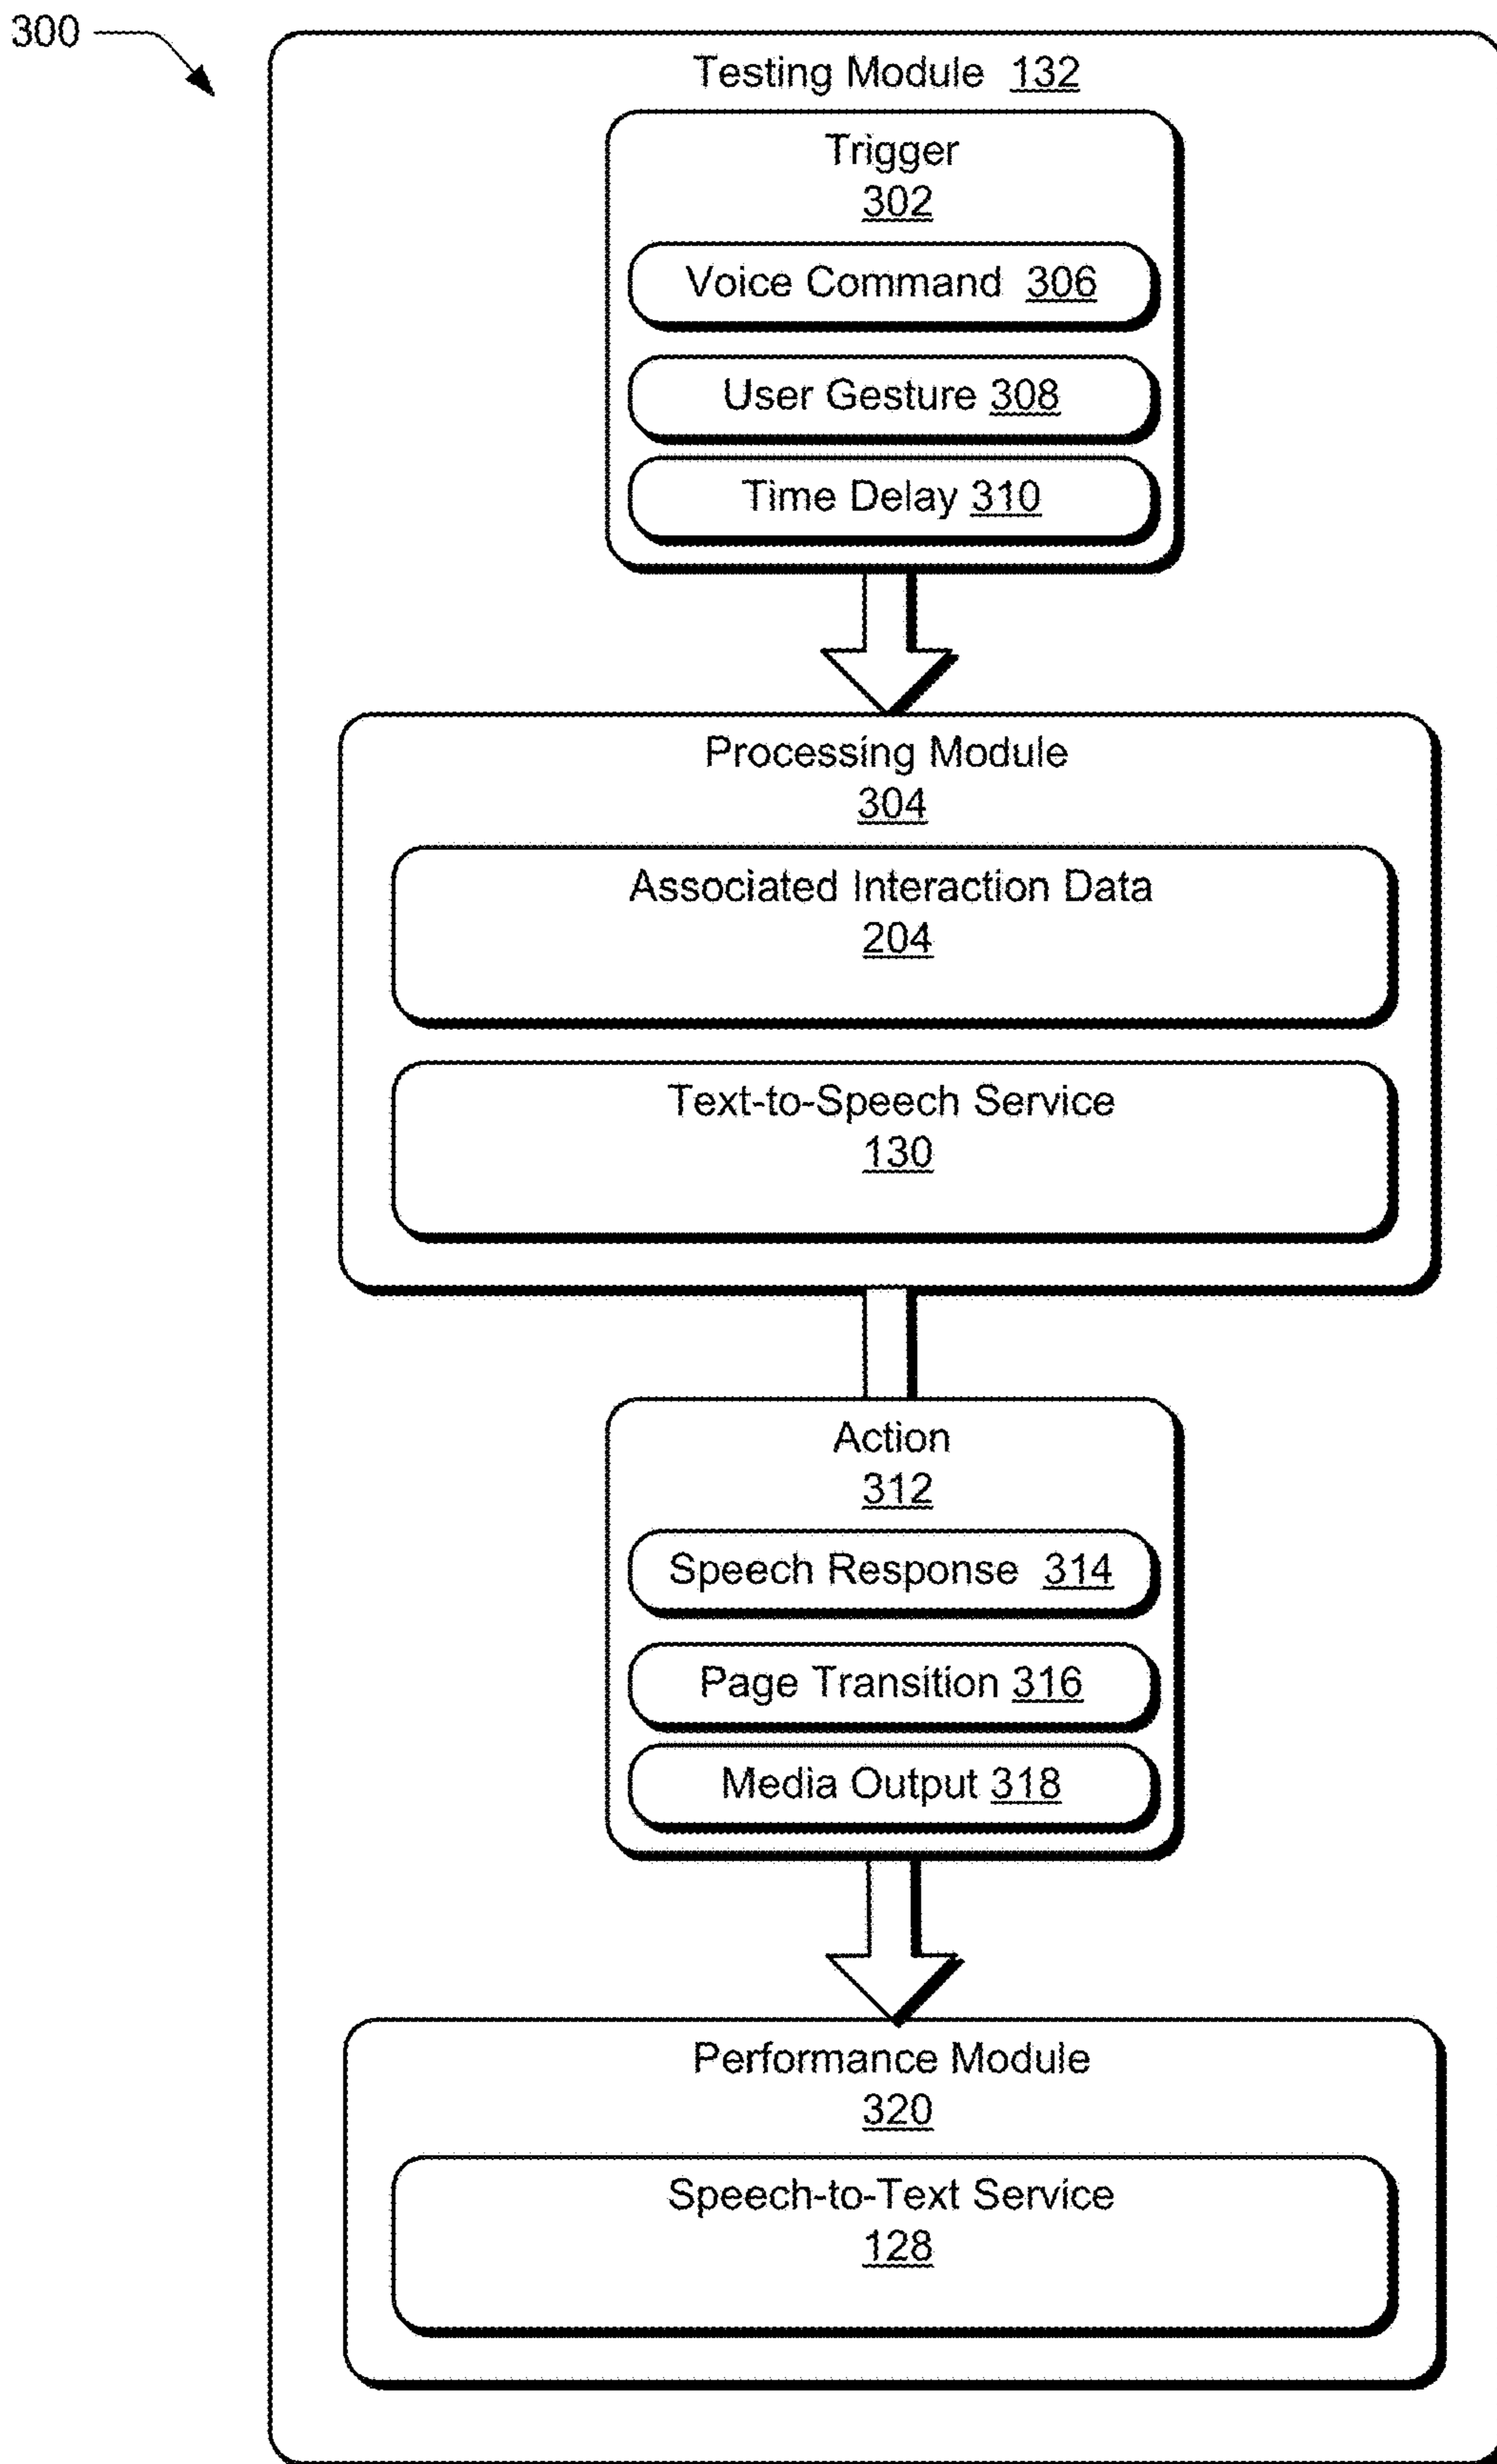 300
Testing Module 132
Trigger
302
Voice Command 306
User Gesture 308
Time Delay 310
Processing Module
304
Associated Interaction Data
204
Text-to-Speech Service
130
Action
312
Speech Response 314
Page Transition 316
Media Output 318
Performance Module
320
Speech-to-Text Service
128